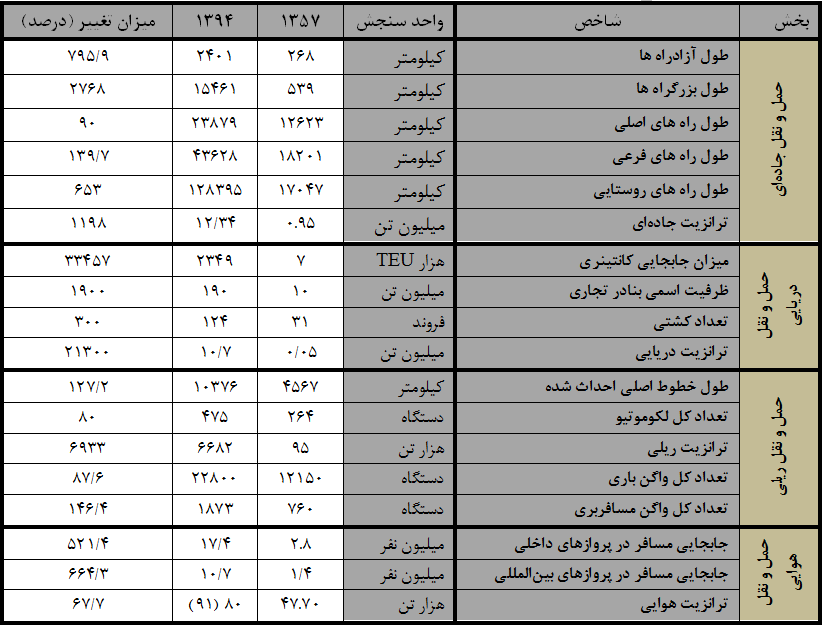 بخش شاخص واحد سنجش ۱۳۵۷ ۱۳۹۴ میزان تغییر (درصد)
حمل و نقل جاده‌ای
طول آزادراه ها کیلومتر ۲۶۸ ۲۴۰۱ ۷۹۵/۹
طول بزرگراه ها کیلومتر ۵۳۹ ۱۵۴۶۱ ۲۷۶۸
طول راه های اصلی کیلومتر ۱۲۶۲۳ ۲۳۸۷۹ ۹۰
طول راه های فرعی کیلومتر ۱۸۲۰۱ ۴۳۶۲۸ ۱۳۹/۷
طول راه های روستایی کیلومتر ۱۷۰۴۷ ۱۲۸۳۹۵ ۶۵۳
ترانزیت جاده‌ای میلیون تن ۰.۹۵ ۱۲/۳۴ ۱۱۹۸
حمل و نقل
دریایی
میزان جابجایی کانتینری هزار TEU ۷ ۲۳۴۹ ۳۳۴۵۷
ظرفیت اسمی بنادر تجاری میلیون تن ۱۰ ۱۹۰ ۱۹۰۰
تعداد کشتی فروند ۳۱ ۱۲۴ ۳۰۰
ترانزیت دریایی میلیون تن ۰/۰۵ ۱۰/۷ ۲۱۳۰۰
حمل و نقل ریلی
طول خطوط اصلی احداث شده کیلومتر ۴۵۶۷ ۱۰۳۷۶ ۱۲۷/۲
تعداد کل لکوموتیو دستگاه ۲۶۴ ۴۷۵ ۸۰
ترانزیت ریلی هزار تن ۹۵ ۶۶۸۲ ۶۹۳۳
تعداد کل واگن باری دستگاه ۱۲۱۵۰ ۲۲۸۰۰ ۸۷/۶
تعداد کل واگن مسافربری دستگاه ۷۶۰ ۱۸۷۳ ۱۴۶/۴
حمل و نقل
هوایی
جابجایی مسافر در پروازهای داخلی میلیون نفر ۲.۸ ۱۷/۴ ۵۲۱/۴
جابجایی مسافر در پروازهای بین‌المللی میلیون نفر ۱/۴ ۱۰/۷ ۶۶۴/۳
ترانزیت هوایی هزار تن ۴۷.۷۰ ۸۰ (۹۱) ۶۷/۷